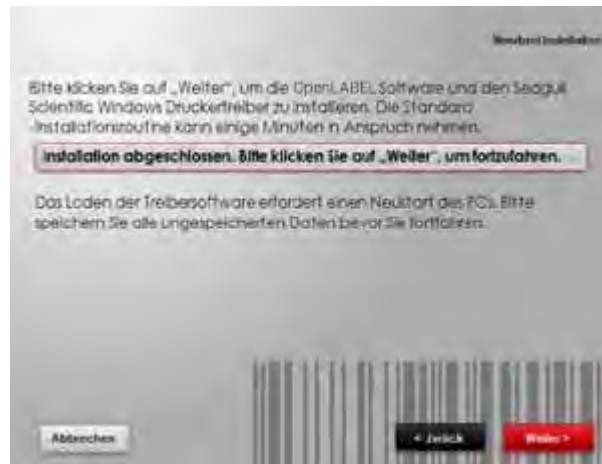 Bitte klicken Sie auf „Weiter“, um die OpenLABEL Software und den Seagull
Scientific Windows Druckertreiber zu installieren. Die Standard
-Installationsroutine kann einige Minuten in Anspruch nehmen.
Installation abgeschlossen. Bitte klicken Sie auf „Weiter“, um fortzufahren.
Das Laden der Treibersoftware erfordert einen Neustart des PCs. Bitte
speichern Sie alle ungespeicherten Daten bevor Sie fortfahren.
Abbrechen
< Zurück
Weiter >